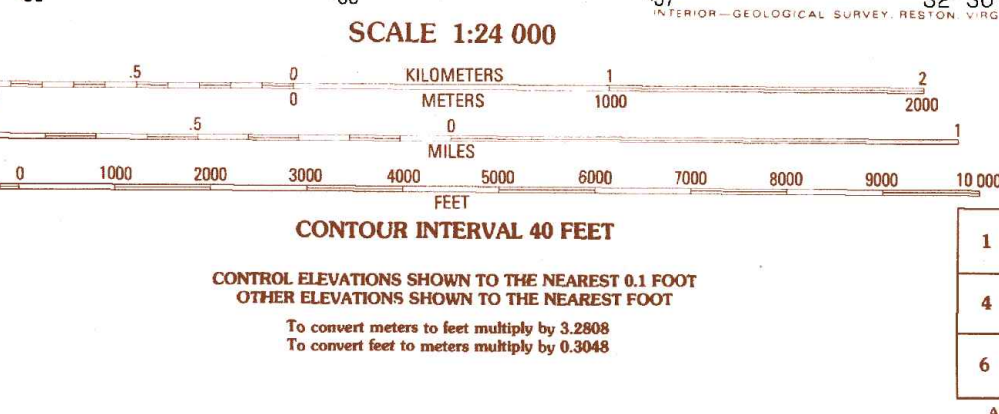 INTERIOR—GEOLOGICAL SURVEY, RESTON, VIRG
SCALE 1:24 000
.5 0 KILOMETERS 1 2
0 METERS 1000 2000
.5 0 1
MILES
0 1000 2000 3000 4000 5000 6000 7000 8000 9000 10 000
FEET
CONTOUR INTERVAL 40 FEET
CONTROL ELEVATIONS SHOWN TO THE NEAREST 0.1 FOOT
OTHER ELEVATIONS SHOWN TO THE NEAREST FOOT
To convert meters to feet multiply by 3.2808
To convert feet to meters multiply by 0.3048
1
4
6